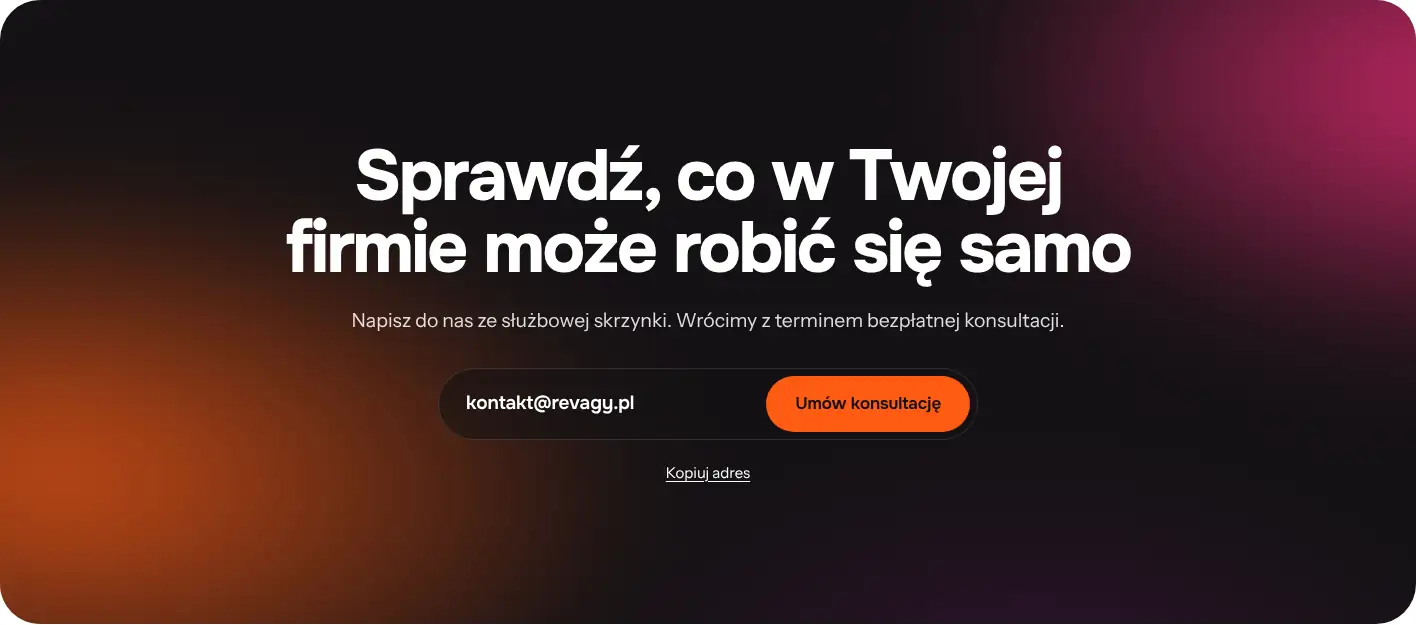 Sprawdź, co w Twojej
firmie może robić się samo
Napisz do nas ze służbowej skrzynki. Wrócimy z terminem bezpłatnej konsultacji.
kontakt@revagy.pl
Umów konsultację
Kopiuj adres